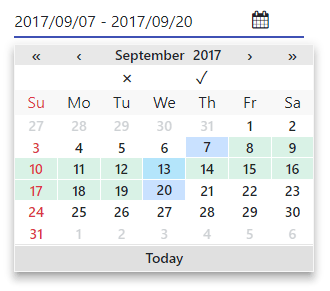 2017/09/07 - 2017/09/20
« ‹ September 2017 › »
× ✓
Su Mo Tu We Th Fr Sa
27 28 29 30 31 1 2
3 4 5 6 7 8 9
10 11 12 13 14 15 16
17 18 19 20 21 22 23
24 25 26 27 28 29 30
31 1 2 3 4 5 6
Today